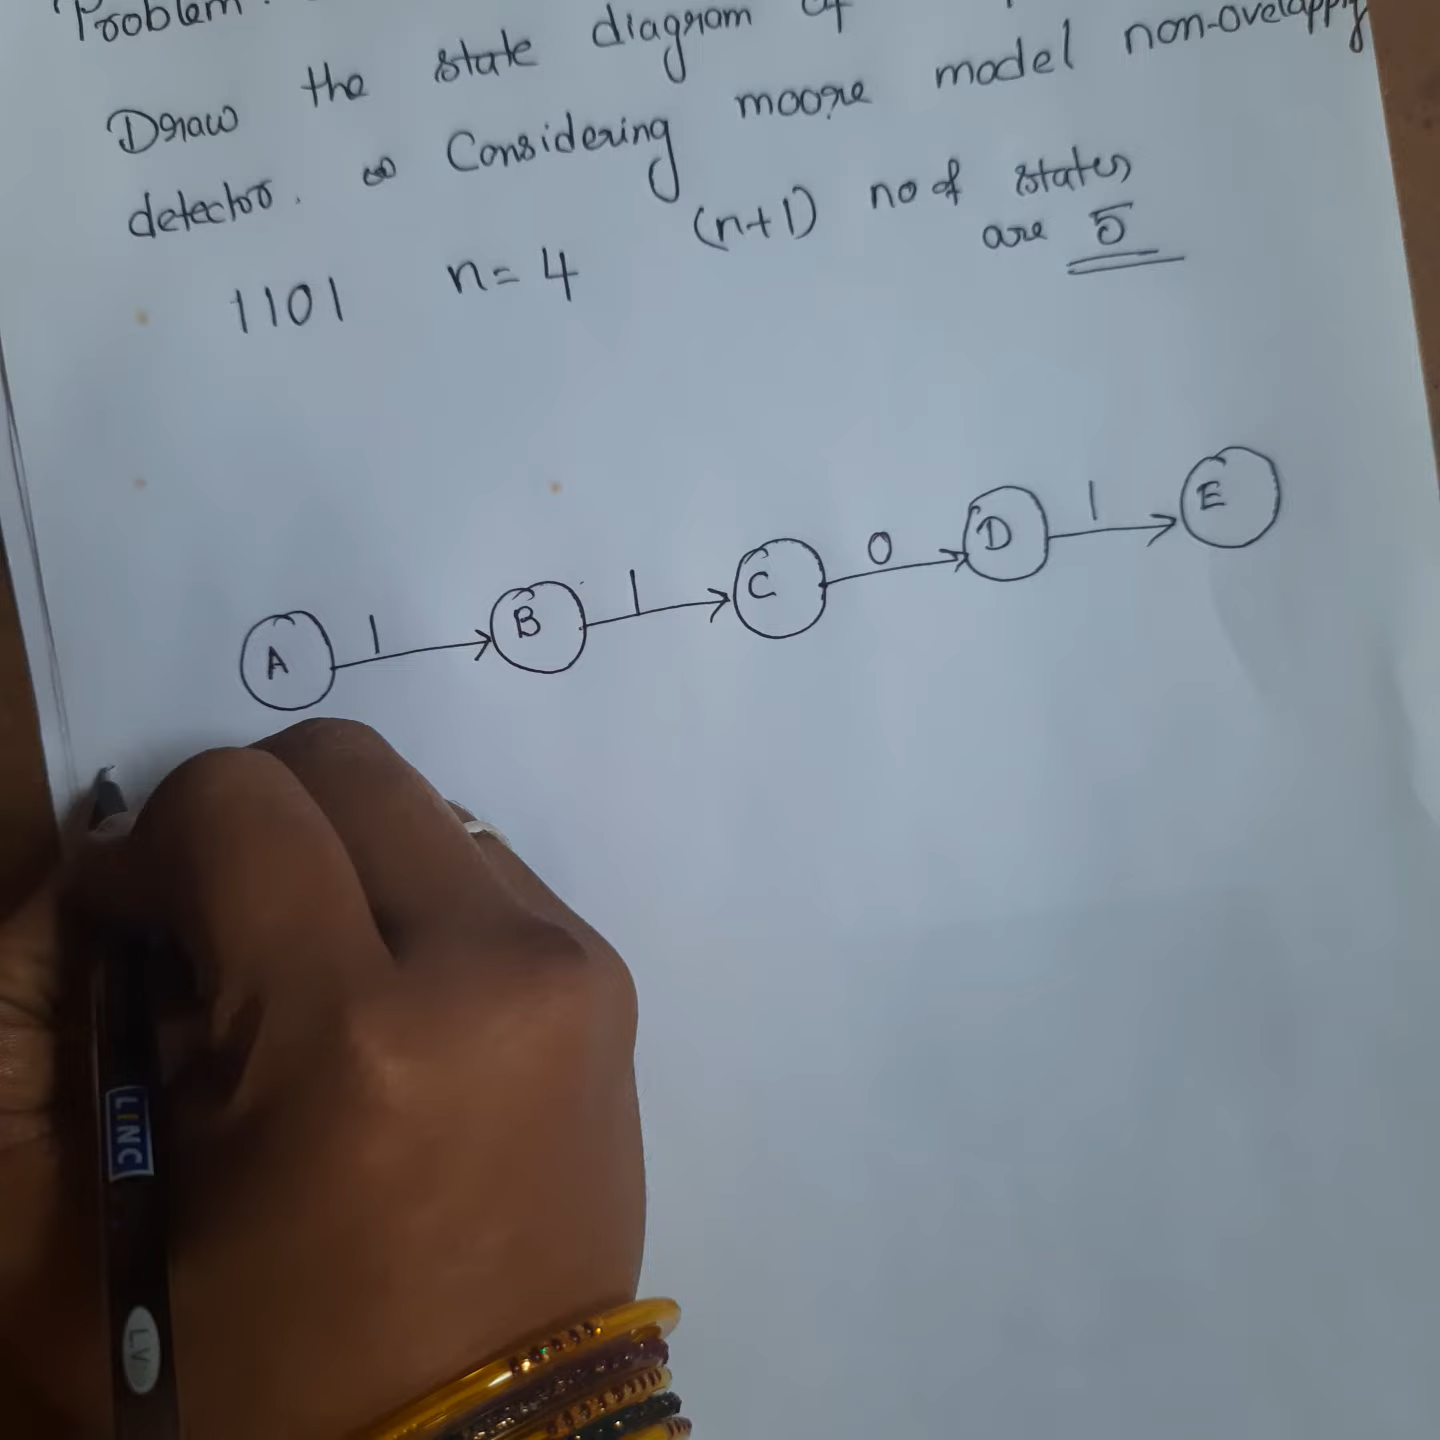 Problem
Draw the state diagram of
detector. Considering moore model non-overlapping
1101 n=4 (n+1) no of states
are 5
A 1 B 1 C 0 D 1 E
LINC